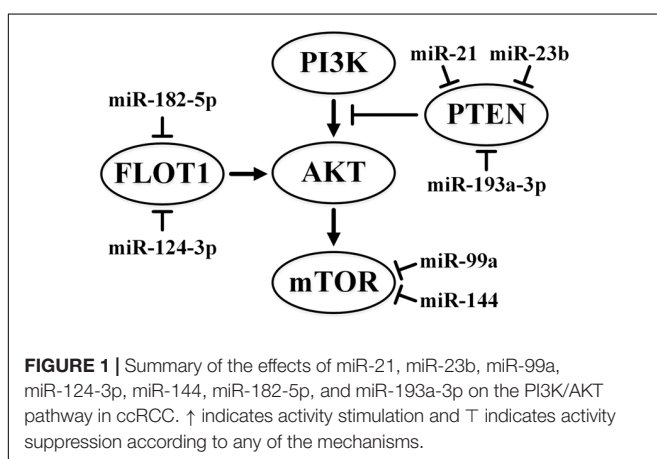 PI3K
miR-21 miR-23b
miR-182-5p
PTEN
FLOT1
AKT
miR-193a-3p
miR-124-3p
mTOR
miR-99a
miR-144
FIGURE 1 | Summary of the effects of miR-21, miR-23b, miR-99a,
miR-124-3p, miR-144, miR-182-5p, and miR-193a-3p on the PI3K/AKT
pathway in ccRCC. ↑ indicates activity stimulation and ⊤ indicates activity
suppression according to any of the mechanisms.